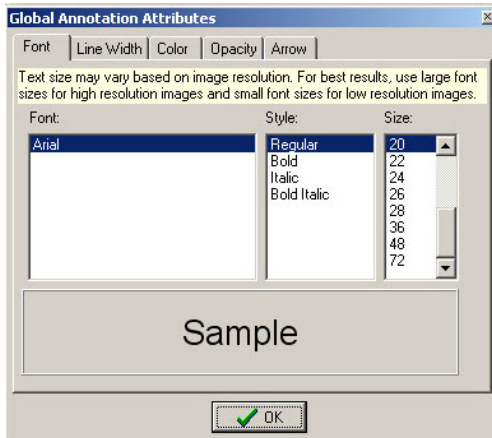 Global Annotation Attributes
Font Line Width Color Opacity Arrow
Text size may vary based on image resolution. For best results, use large font
sizes for high resolution images and small font sizes for low resolution images.
Font: Style: Size:
Arial Regular 20
Bold 22
Italic 24
Bold Italic 26
28
36
48
72
Sample
OK